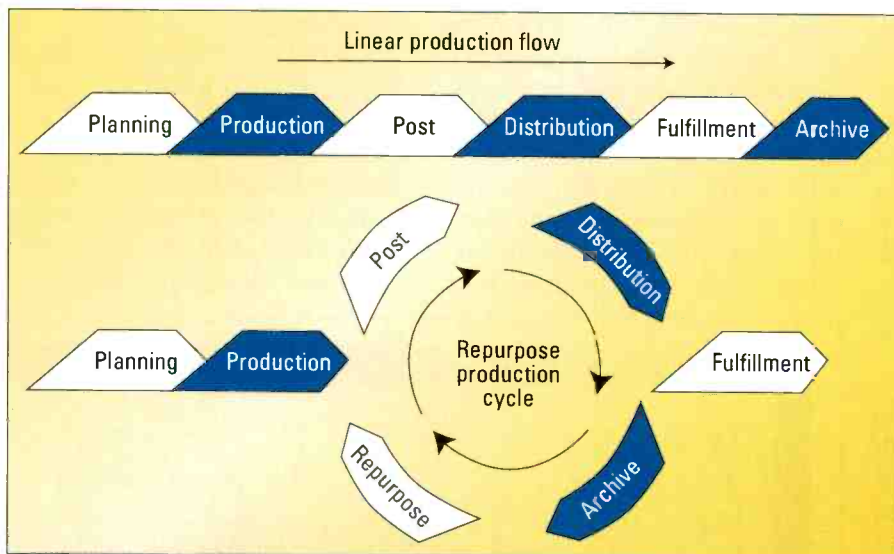 Linear production flow
Planning
Production
Post
Distribution
Fulfillment
Archive
Post
Distribution
Planning
Production
Repurpose
production
cycle
Fulfillment
Repurpose
Archive